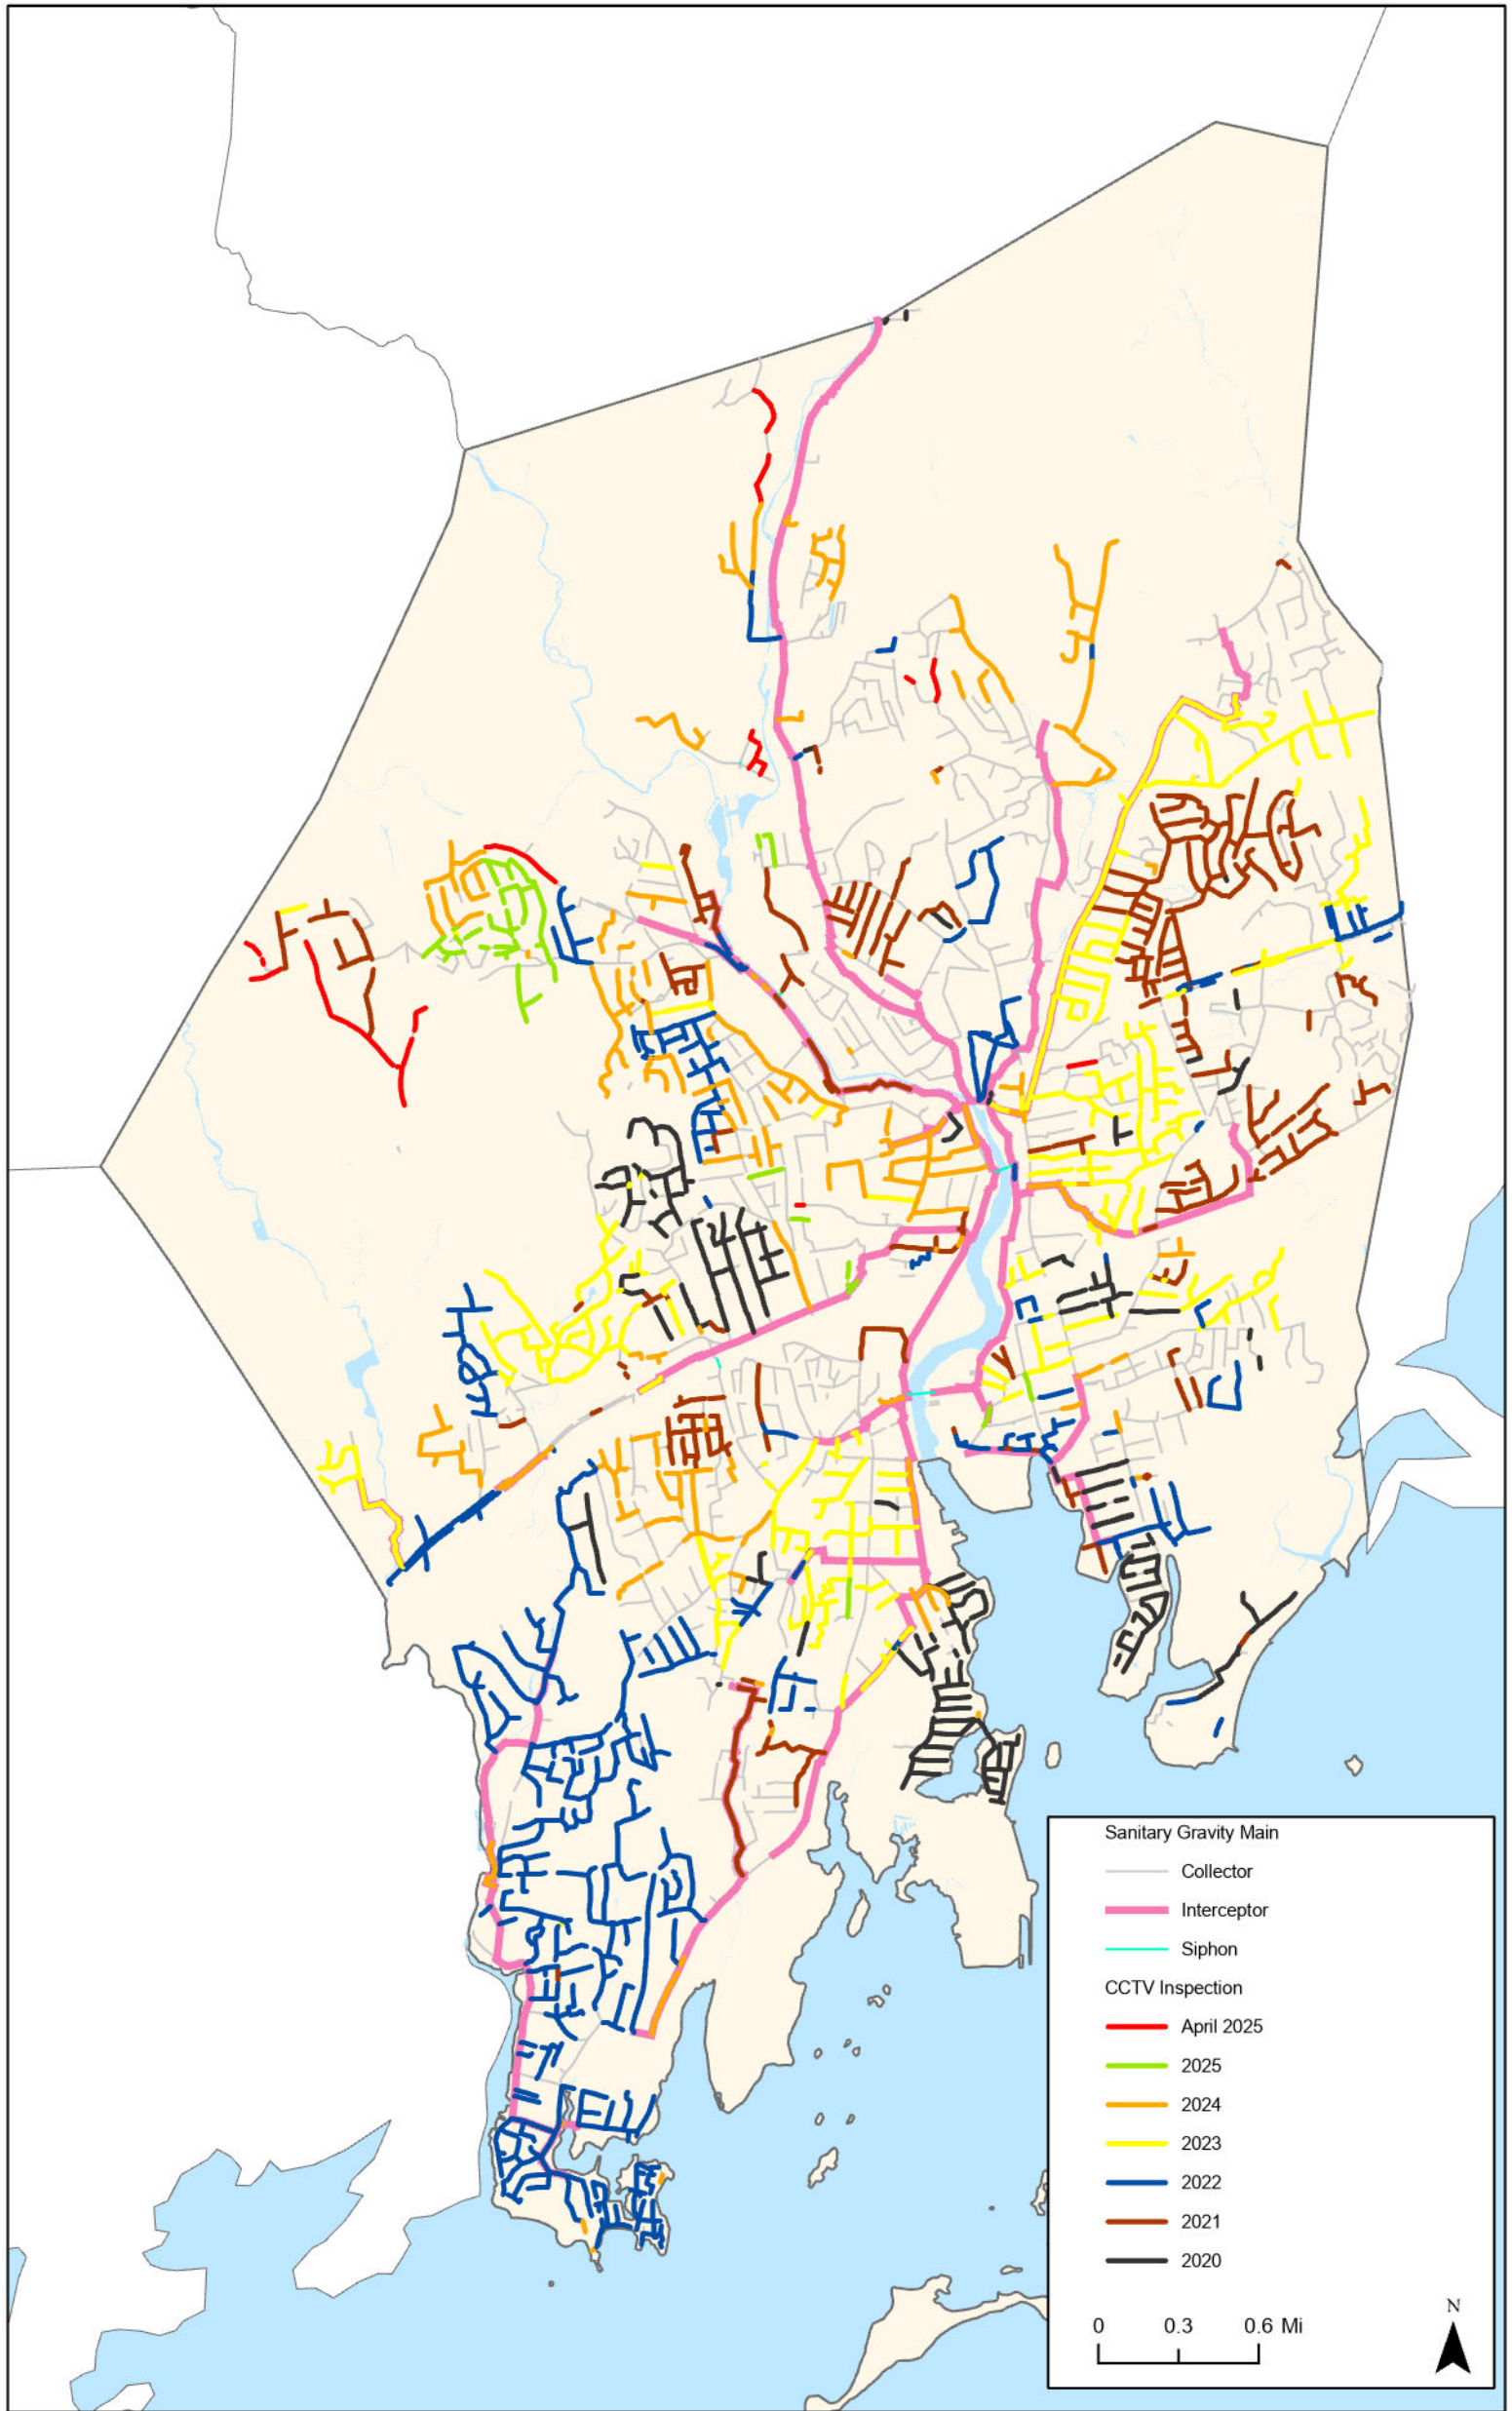 Sanitary Gravity Main
Collector
Interceptor
Siphon
CCTV Inspection
April 2025
2025
2024
2023
2022
2021
2020
0 0.3 0.6 Mi
N